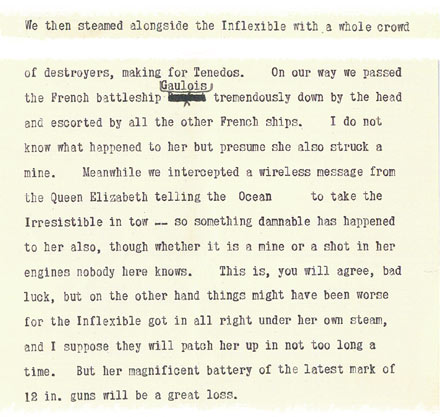 We then steamed alongside the Inflexible with a whole crowd
of destroyers, making for Tenedos. On our way we passed
Gaulois
the French battleship tremendously down by the head
and escorted by all the other French ships. I do not
know what happened to her but presume she also struck a
mine. Meanwhile we intercepted a wireless message from
the Queen Elizabeth telling the Ocean to take the
Irresistible in tow -- so something damnable has happened
to her also, though whether it is a mine or a shot in her
engines nobody here knows. This is, you will agree, bad
luck, but on the other hand things might have been worse
for the Inflexible got in all right under her own steam,
and I suppose they will patch her up in not too long a
time. But her magnificent battery of the latest mark of
12 in. guns will be a great loss.